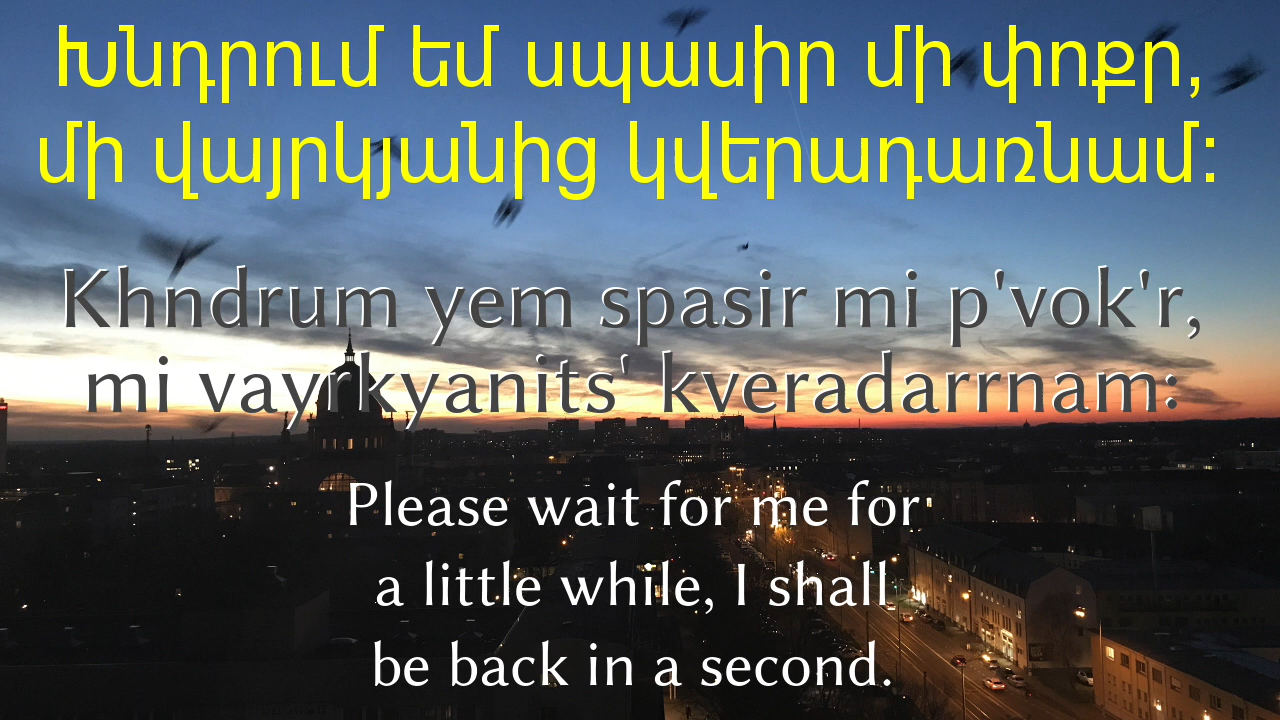 Խնդրում եմ սպասիր մի փոքր,
մի վայրկյանից կվերադառնամ:
Khndrum yem spasir mi p'vok'r,
mi vayrkyanits' kveradarrnam:
Please wait for me for
a little while, I shall
be back in a second.